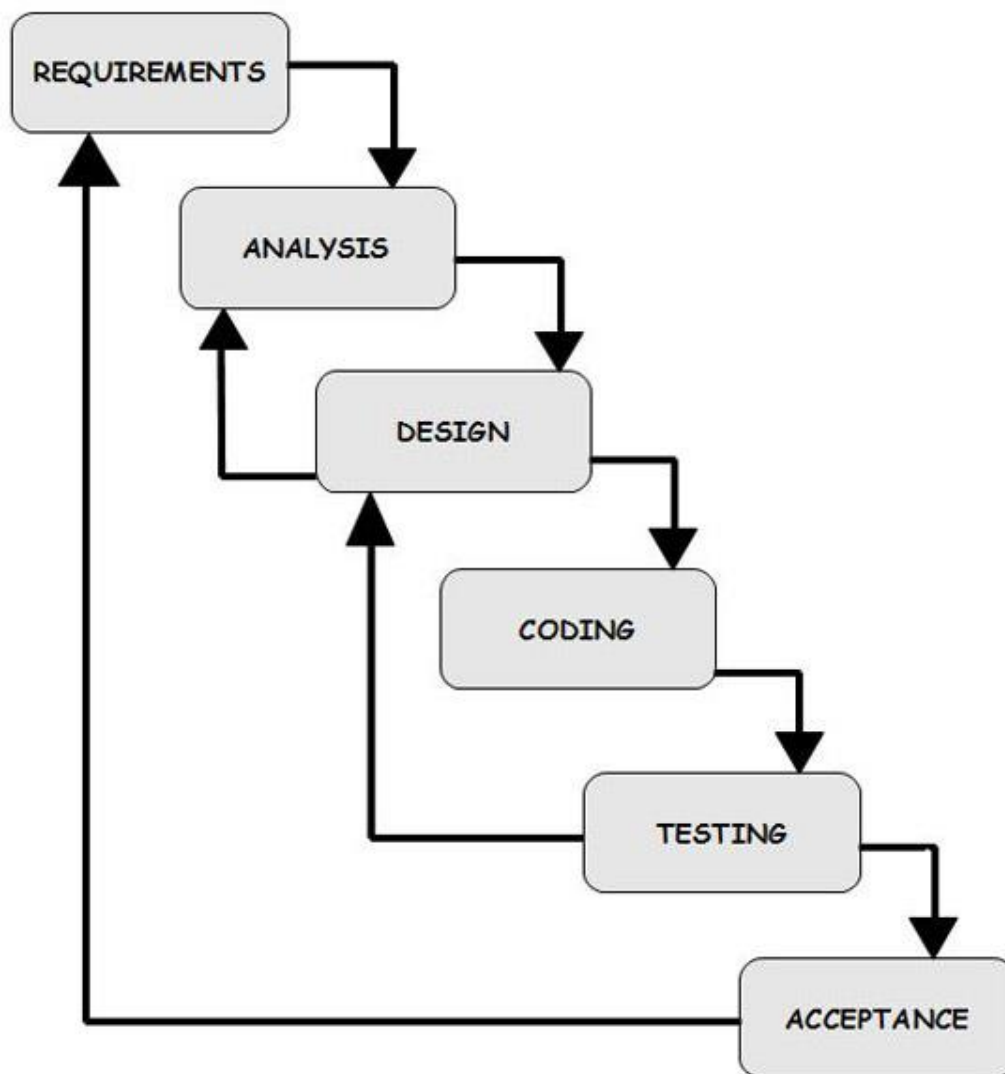 REQUIREMENTS
ANALYSIS
DESIGN
CODING
TESTING
ACCEPTANCE